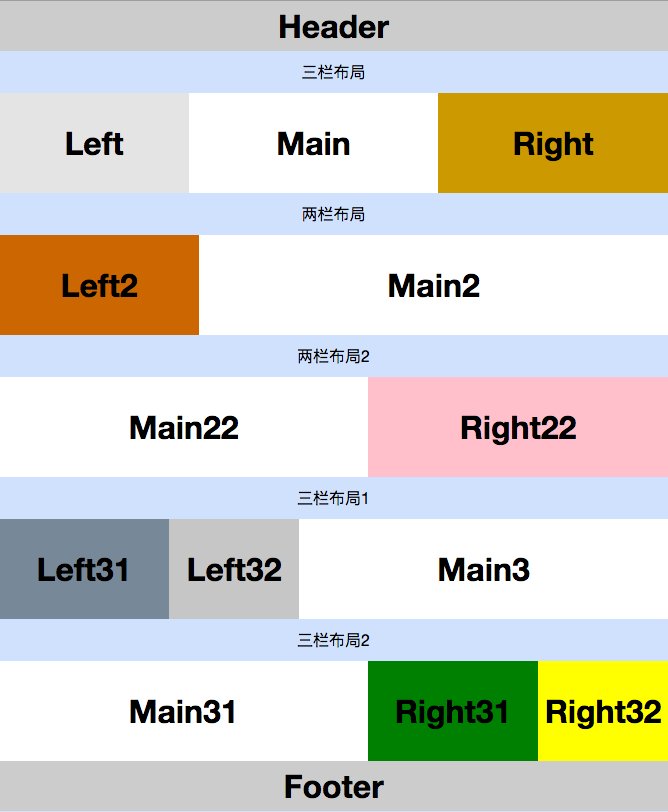 Header
三栏布局
Left Main Right
两栏布局
Left2 Main2
两栏布局2
Main22 Right22
三栏布局1
Left31 Left32 Main3
三栏布局2
Main31 Right31 Right32
Footer